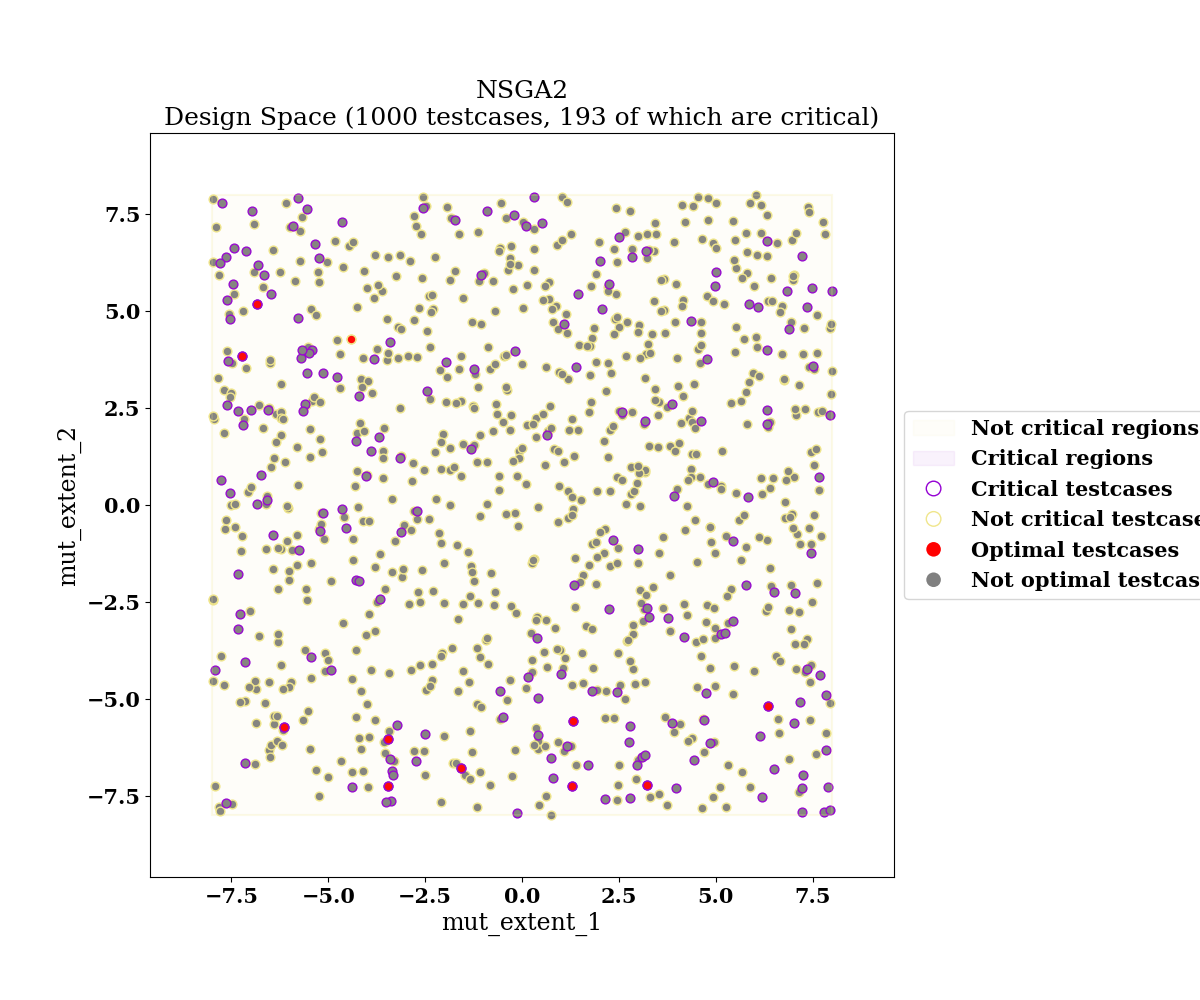 NSGA2
Design Space (1000 testcases, 193 of which are critical)
mut_extent_2
7.5
5.0
2.5
0.0
−2.5
−5.0
−7.5
−7.5 −5.0 −2.5 0.0 2.5 5.0 7.5
mut_extent_1
Not critical regions
Critical regions
Critical testcases
Not critical testcase
Optimal testcases
Not optimal testcas